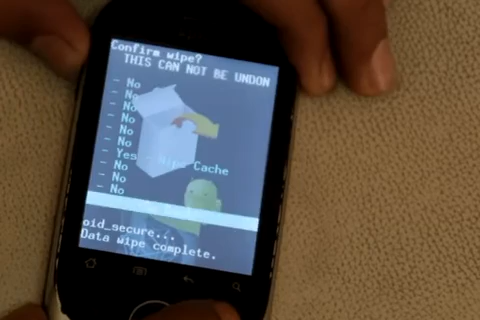 Confirm wipe?
THIS CAN NOT BE UNDON
- No
- No
- No
- No
- No
- No
- Yes - Wipe Cache
- No
- No
- No
oid_secure...
Data wipe complete.